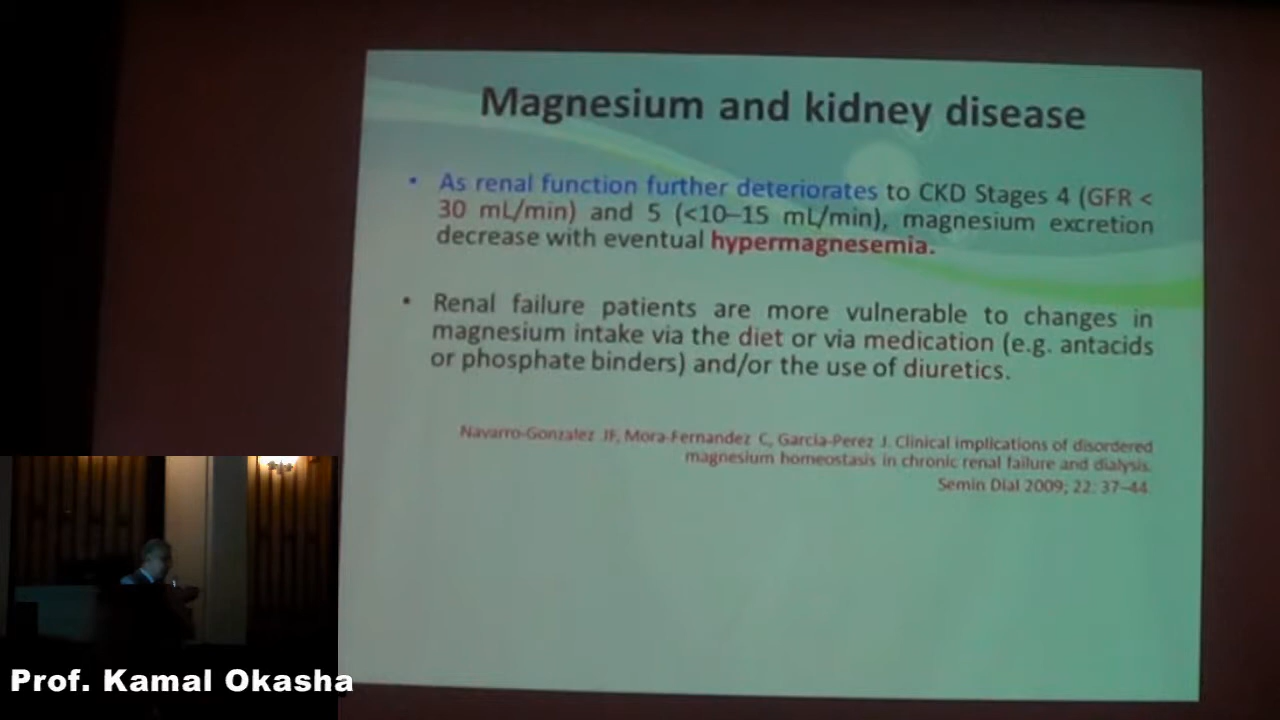 Magnesium and kidney disease
• As renal function further deteriorates to CKD Stages 4 (GFR <
30 mL/min) and 5 (<10–15 mL/min), magnesium excretion
decrease with eventual hypermagnesemia.
• Renal failure patients are more vulnerable to changes in
magnesium intake via the diet or via medication (e.g. antacids
or phosphate binders) and/or the use of diuretics.
Navarro-Gonzalez JF, Mora-Fernandez C, Garcia-Perez J. Clinical implications of disordered
magnesium homeostasis in chronic renal failure and dialysis.
Semin Dial 2009; 22: 37–44.
Prof. Kamal Okasha